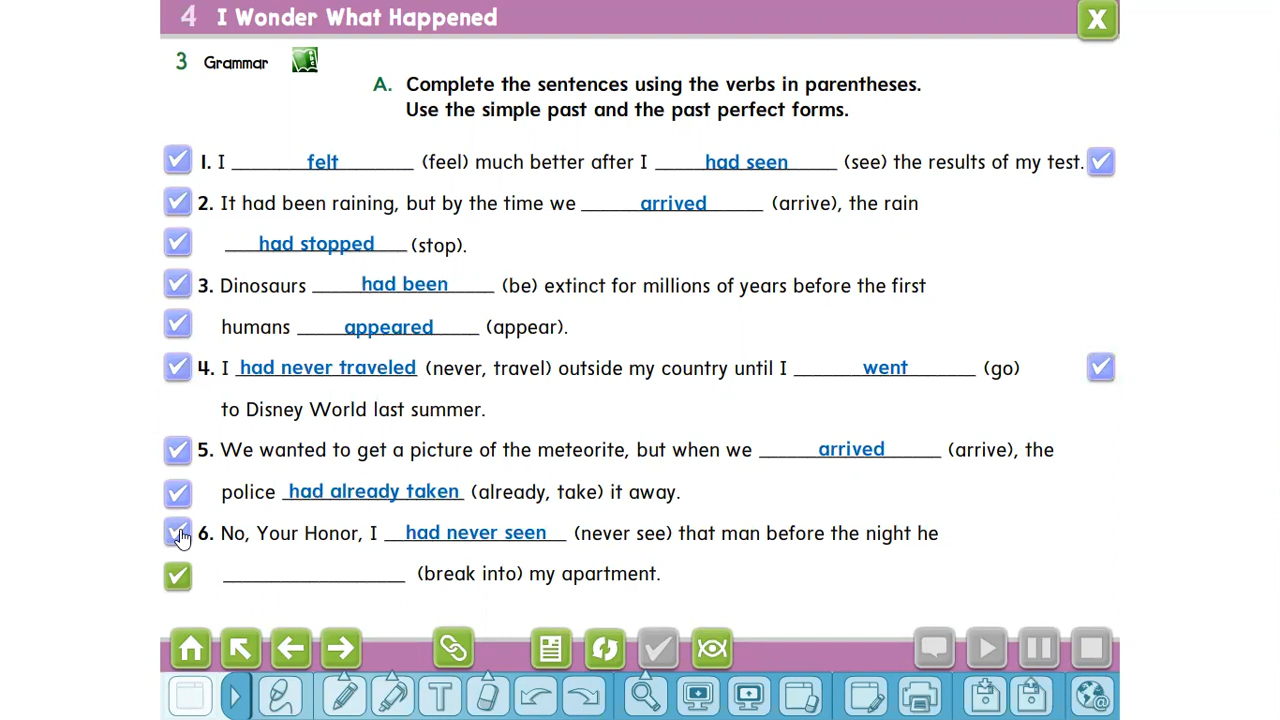 4 I Wonder What Happened
X
3 Grammar
A. Complete the sentences using the verbs in parentheses.
Use the simple past and the past perfect forms.
1. I felt (feel) much better after I had seen (see) the results of my test.
2. It had been raining, but by the time we arrived (arrive), the rain
had stopped (stop).
3. Dinosaurs had been (be) extinct for millions of years before the first
humans appeared (appear).
4. I had never traveled (never, travel) outside my country until I went (go)
to Disney World last summer.
5. We wanted to get a picture of the meteorite, but when we arrived (arrive), the
police had already taken (already, take) it away.
6. No, Your Honor, I had never seen (never see) that man before the night he
____________________ (break into) my apartment.
T